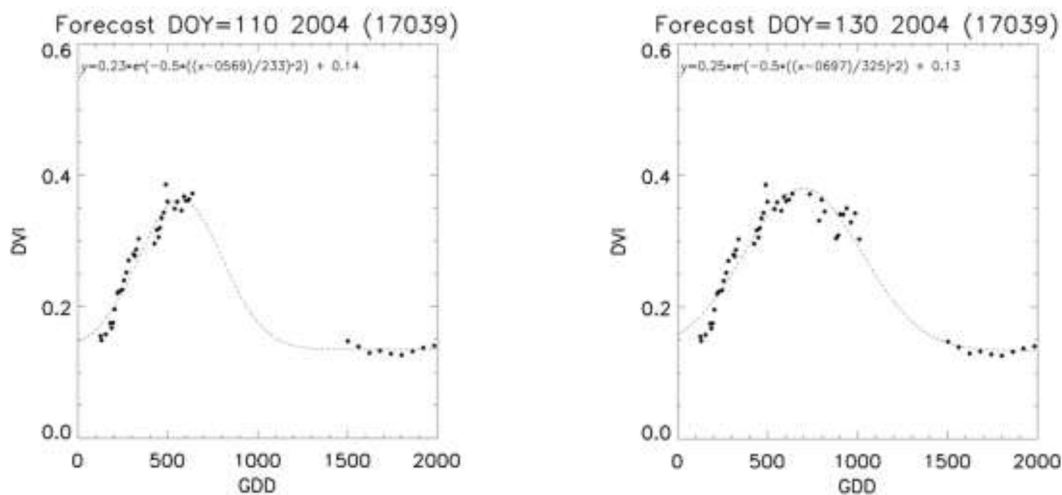 Forecast DOY=110 2004 (17039)
0.6
y=0.23*e^(-0.5*((x-0569)/233)^2) + 0.14
0.4
DVI
0.2
0.0
0 500 1000 1500 2000
GDD
Forecast DOY=130 2004 (17039)
0.6
y=0.25*e^(-0.5*((x-0697)/325)^2) + 0.13
0.4
DVI
0.2
0.0
0 500 1000 1500 2000
GDD